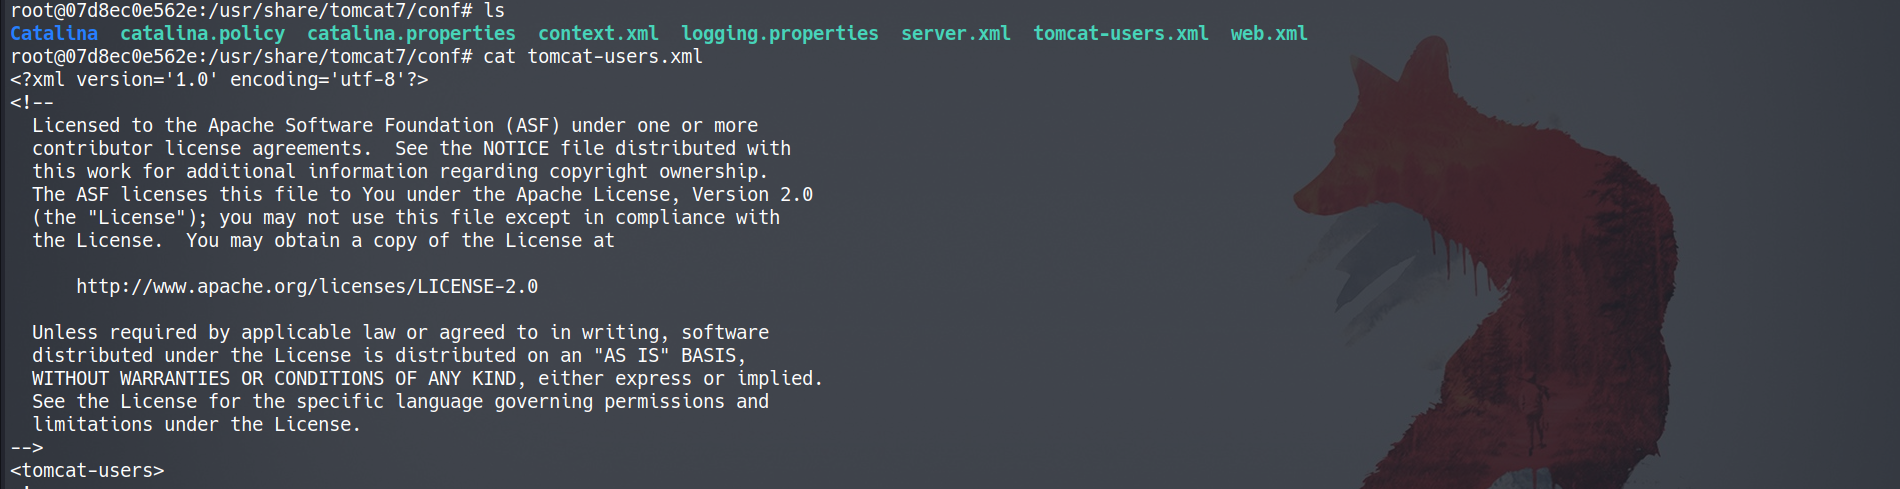 root@07d8ec0e562e:/usr/share/tomcat7/conf# ls
Catalina  catalina.policy  catalina.properties  context.xml  logging.properties  server.xml  tomcat-users.xml  web.xml
root@07d8ec0e562e:/usr/share/tomcat7/conf# cat tomcat-users.xml
<?xml version='1.0' encoding='utf-8'?>
<!--
  Licensed to the Apache Software Foundation (ASF) under one or more
  contributor license agreements.  See the NOTICE file distributed with
  this work for additional information regarding copyright ownership.
  The ASF licenses this file to You under the Apache License, Version 2.0
  (the "License"); you may not use this file except in compliance with
  the License.  You may obtain a copy of the License at

      http://www.apache.org/licenses/LICENSE-2.0

  Unless required by applicable law or agreed to in writing, software
  distributed under the License is distributed on an "AS IS" BASIS,
  WITHOUT WARRANTIES OR CONDITIONS OF ANY KIND, either express or implied.
  See the License for the specific language governing permissions and
  limitations under the License.
-->
<tomcat-users>